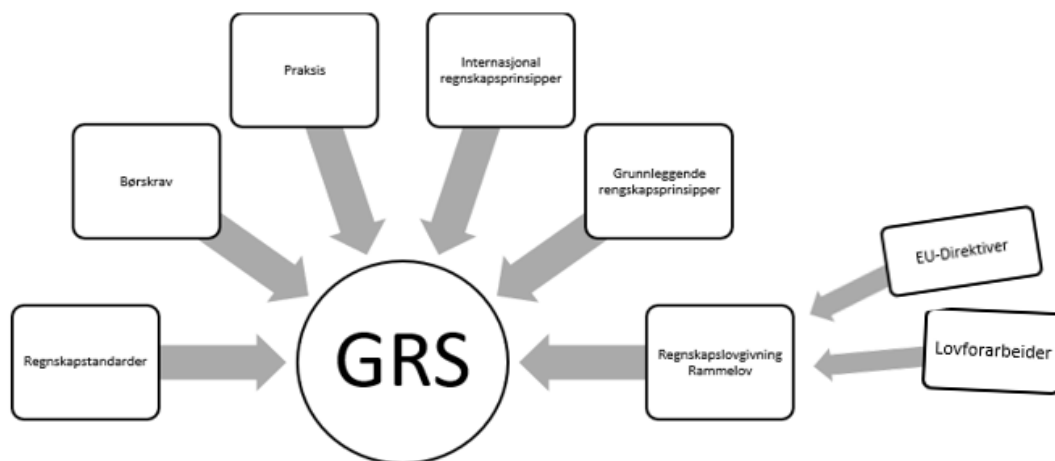 Praksis
Internasjonal
regnskapsprinsipper
Børskrav
Grunnleggende
rengskapsprinsipper
EU-Direktiver
Regnskapstandarder
GRS
Regnskapslovgivning
Rammelov
Lovforarbeider